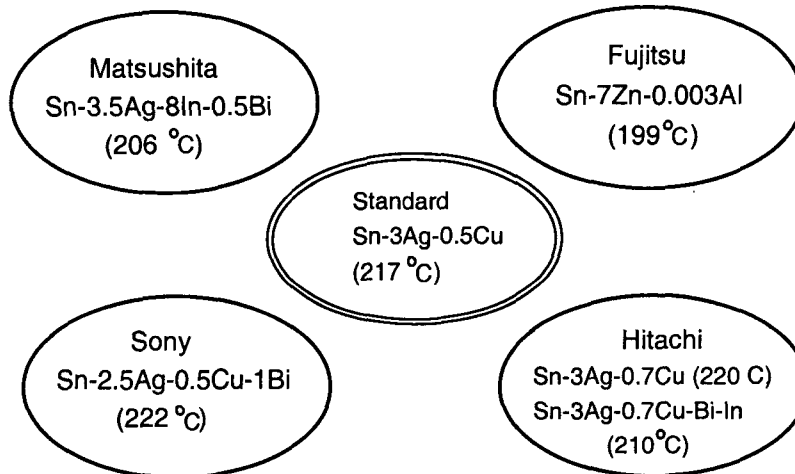 Matsushita
Sn-3.5Ag-8In-0.5Bi
(206 °C)
Fujitsu
Sn-7Zn-0.003Al
(199°C)
Standard
Sn-3Ag-0.5Cu
(217 °C)
Sony
Sn-2.5Ag-0.5Cu-1Bi
(222 °C)
Hitachi
Sn-3Ag-0.7Cu (220 C)
Sn-3Ag-0.7Cu-Bi-In
(210°C)